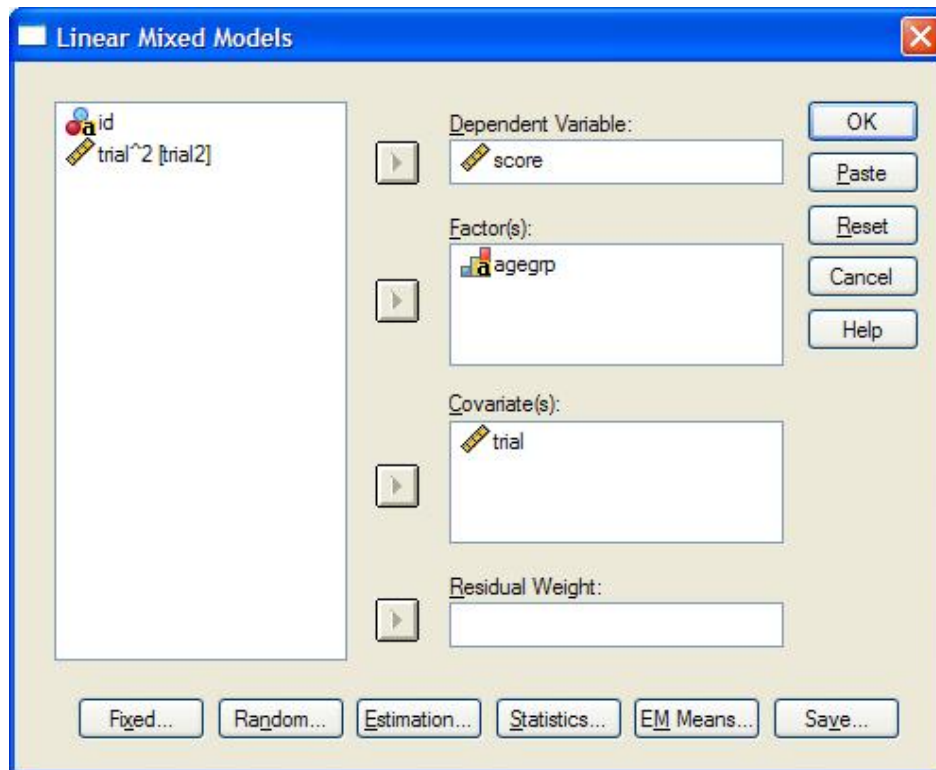 Linear Mixed Models
id
trial^2 [trial2]
Dependent Variable:
score
Factor(s):
agegrp
Covariate(s):
trial
Residual Weight:
OK
Paste
Reset
Cancel
Help
Fixed... Random... Estimation... Statistics... EM Means... Save...